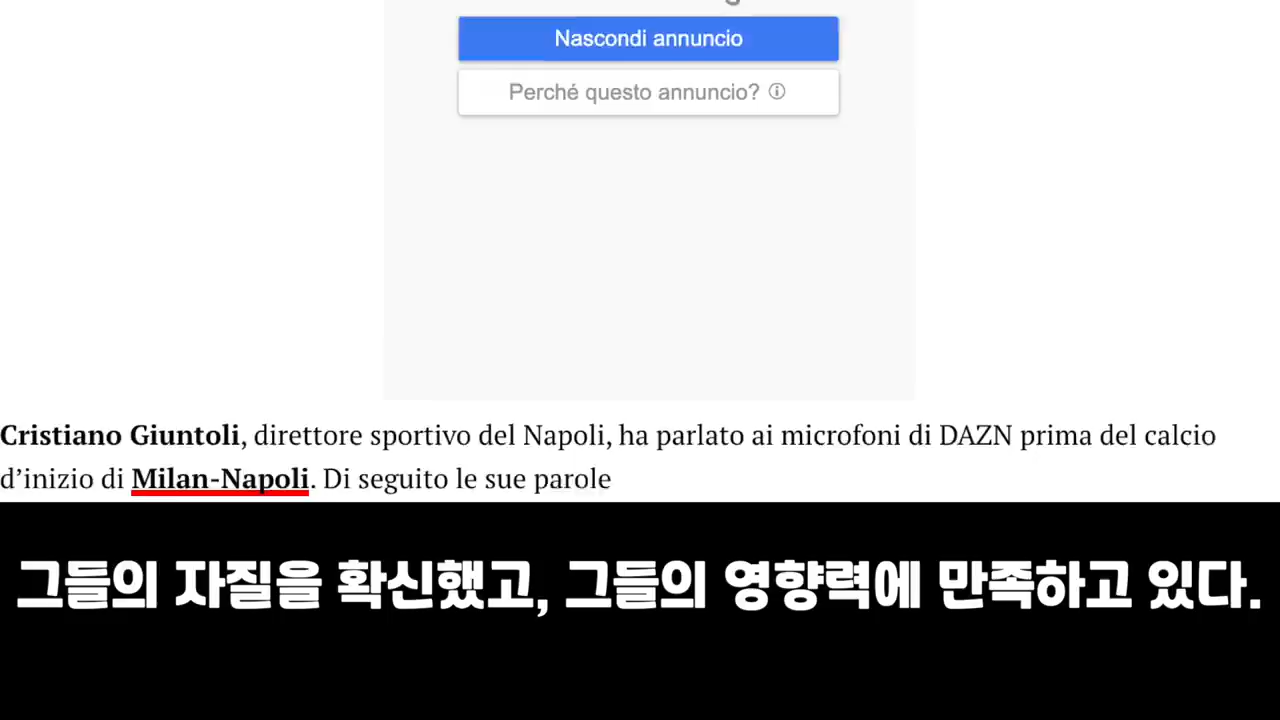 Nascondi annuncio
Perché questo annuncio? ⓘ
Cristiano Giuntoli, direttore sportivo del Napoli, ha parlato ai microfoni di DAZN prima del calcio
d’inizio di Milan-Napoli. Di seguito le sue parole
그들의 자질을 확신했고, 그들의 영향력에 만족하고 있다.